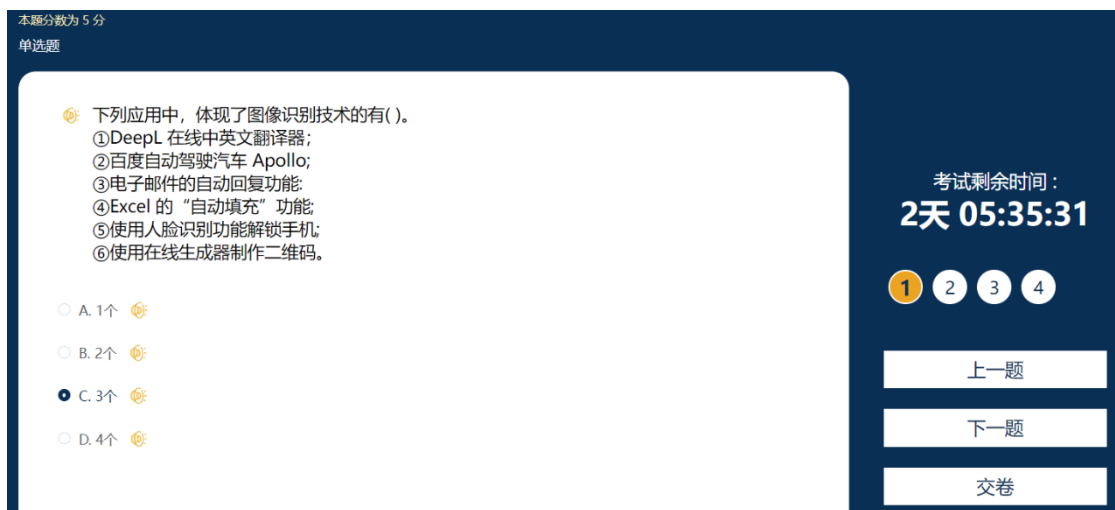 本题分数为 5 分
单选题
下列应用中，体现了图像识别技术的有( )。
①DeepL 在线中英文翻译器；
②百度自动驾驶汽车 Apollo;
③电子邮件的自动回复功能:
④Excel 的“自动填充”功能;
⑤使用人脸识别功能解锁手机;
⑥使用在线生成器制作二维码。
A. 1个
B. 2个
C. 3个
D. 4个
考试剩余时间：
2天 05:35:31
1 2 3 4
上一题
下一题
交卷